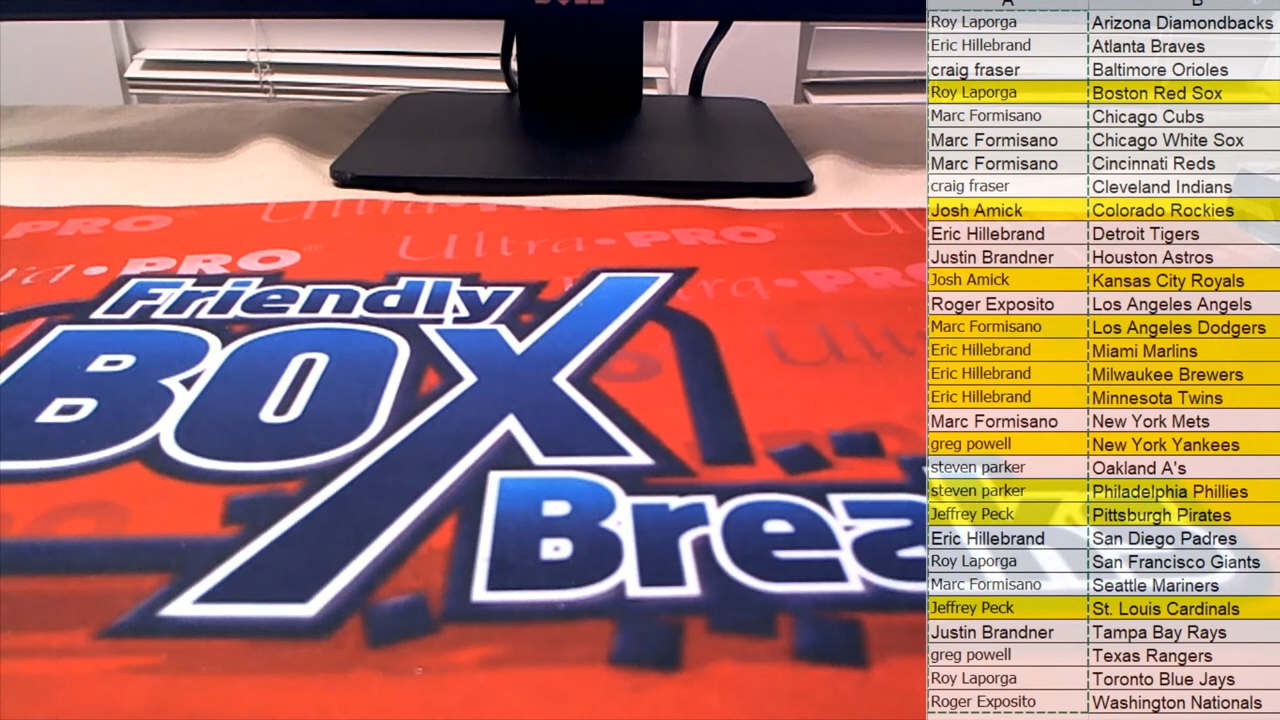 DELL
Ultra•PRO
PRO
Ultra•PRO
ra•PRO
Ultra
Friendly
BOX
Brea
A B
Roy Laporga Arizona Diamondbacks
Eric Hillebrand Atlanta Braves
craig fraser Baltimore Orioles
Roy Laporga Boston Red Sox
Marc Formisano Chicago Cubs
Marc Formisano Chicago White Sox
Marc Formisano Cincinnati Reds
craig fraser Cleveland Indians
Josh Amick Colorado Rockies
Eric Hillebrand Detroit Tigers
Justin Brandner Houston Astros
Josh Amick Kansas City Royals
Roger Exposito Los Angeles Angels
Marc Formisano Los Angeles Dodgers
Eric Hillebrand Miami Marlins
Eric Hillebrand Milwaukee Brewers
Eric Hillebrand Minnesota Twins
Marc Formisano New York Mets
greg powell New York Yankees
steven parker Oakland A's
steven parker Philadelphia Phillies
Jeffrey Peck Pittsburgh Pirates
Eric Hillebrand San Diego Padres
Roy Laporga San Francisco Giants
Marc Formisano Seattle Mariners
Jeffrey Peck St. Louis Cardinals
Justin Brandner Tampa Bay Rays
greg powell Texas Rangers
Roy Laporga Toronto Blue Jays
Roger Exposito Washington Nationals